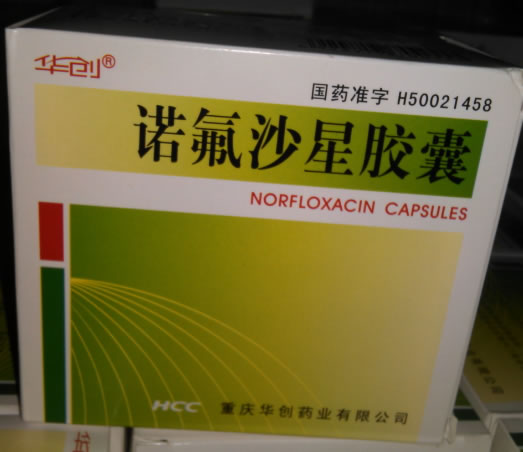 华创®
国药准字 H50021458
诺氟沙星胶囊
NORFLOXACIN CAPSULES
HCC 重庆华创药业有限公司